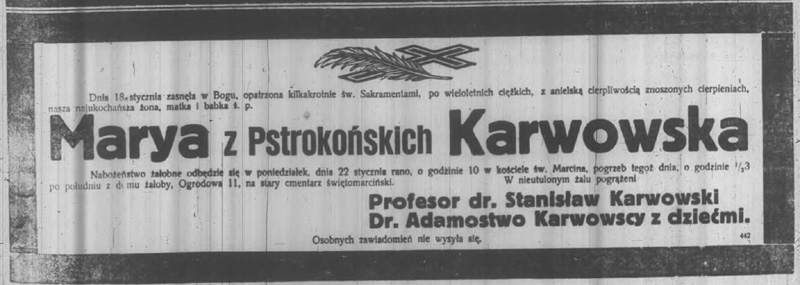 Dnia 18. stycznia zasnęła w Bogu, opatrzona kilkakrotnie św. Sakramentami, po wieloletnich ciężkich, z anielską cierpliwością znoszonych cierpieniach,
nasza najukochańsza żona, matka i babka ś. p.
Marya z Pstrokońskich Karwowska
Nabożeństwo żałobne odbędzie się w poniedziałek, dnia 22 stycznia rano, o godzinie 10 w kościele św. Marcina, pogrzeb tegoż dnia, o godzinie ½3
po południu z domu żałoby, Ogrodowa 11, na stary cmentarz świętomarciński.
W nieutulonym żalu pogrążeni
Profesor dr. Stanisław Karwowski
Dr. Adamostwo Karwowscy z dziećmi.
Osobnych zawiadomień nie wysyła się.
442